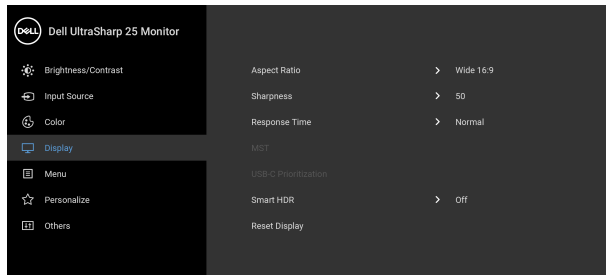 DELL Dell UltraSharp 25 Monitor
Brightness/Contrast Aspect Ratio > Wide 16:9
Input Source Sharpness > 50
Color Response Time > Normal
Display MST
Menu USB-C Prioritization
Personalize Smart HDR > Off
Others Reset Display